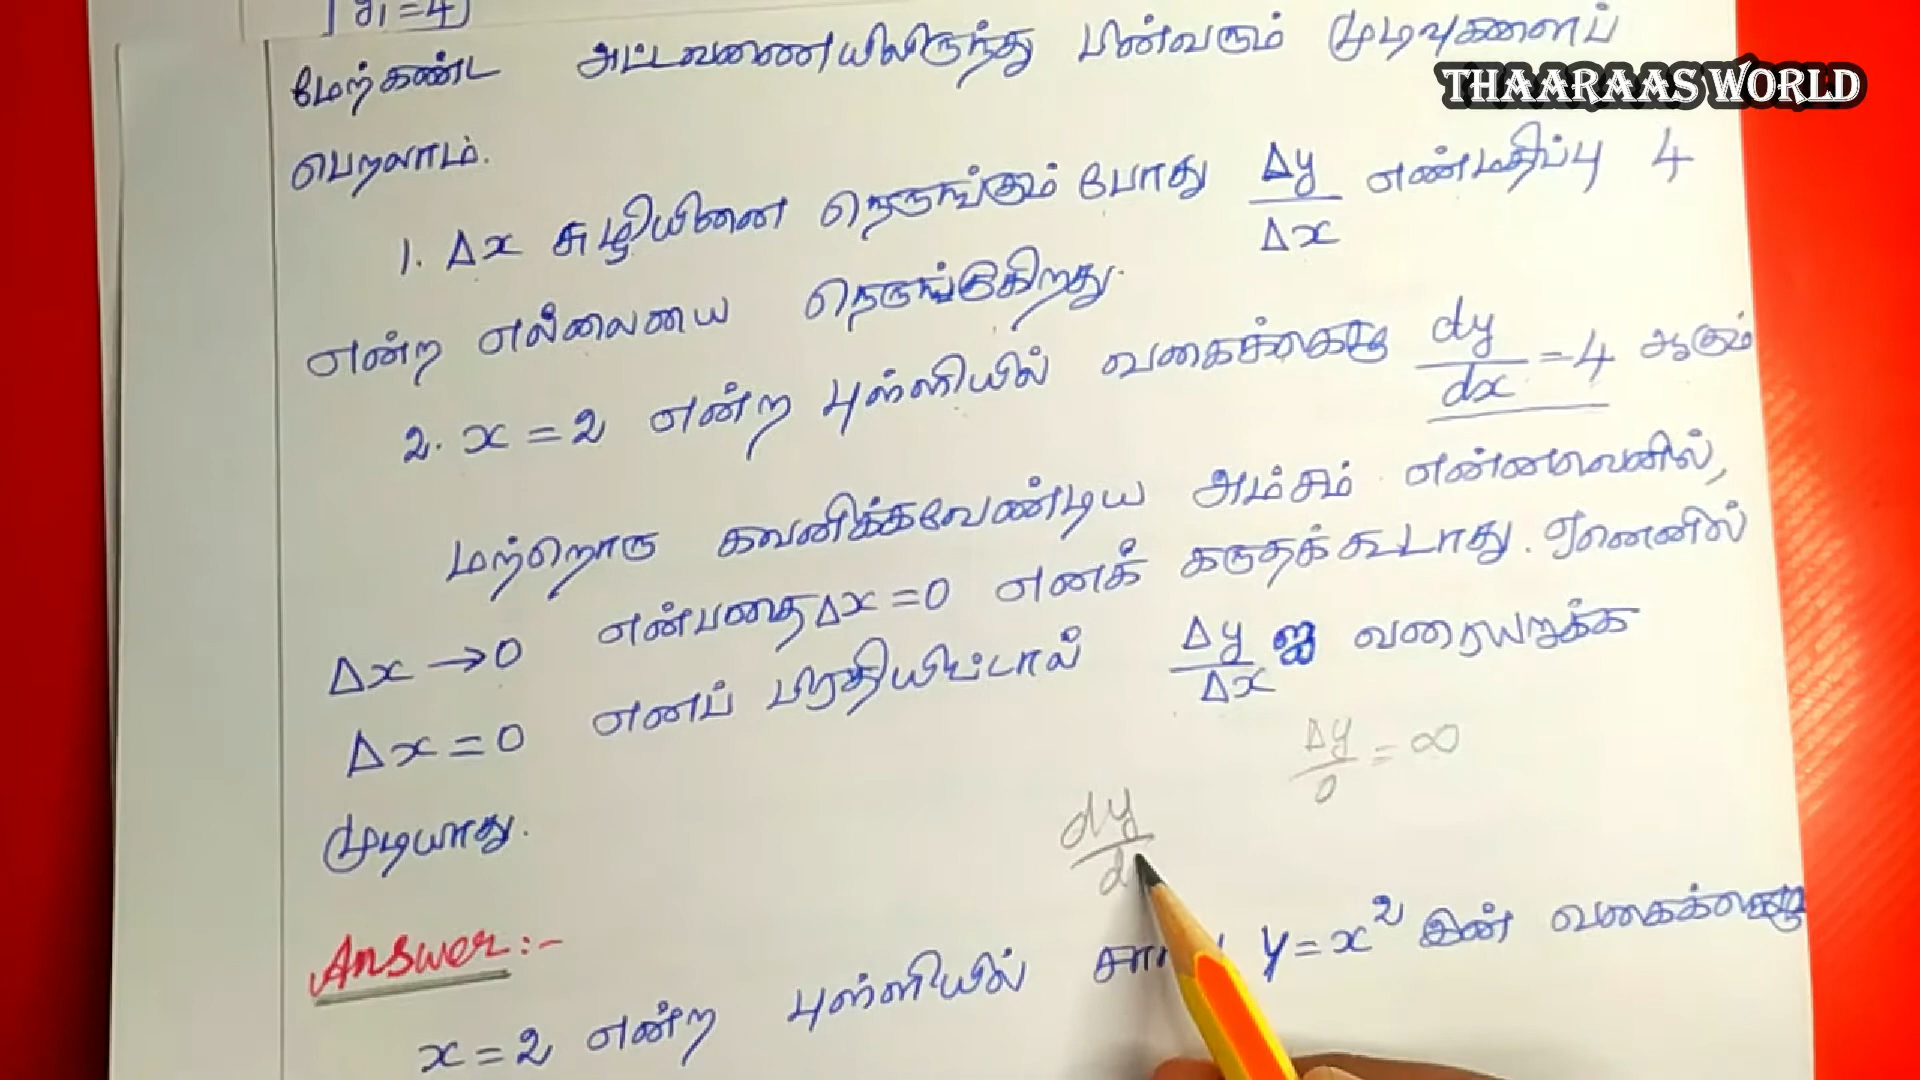 y₁ = 4
மேற்கண்ட அட்டவணையிலிருந்து பின்வரும் முடிவுகளைப்
THAARAAS WORLD
பெறலாம்.
1. Δx சுழியினை நெருங்கும் போது Δy/Δx எண்மதிப்பு 4
என்ற எல்லையை நெருங்குகிறது.
2. x = 2 என்ற புள்ளியில் வகைக்கெழு dy/dx = 4 ஆகும்
மற்றொரு கவனிக்கவேண்டிய அம்சம் என்னவெனில்,
Δx → 0 என்பதை Δx = 0 எனக் கருதக்கூடாது. ஏனெனில்
Δx = 0 எனப் பிரதியிட்டால் Δy/Δx ஐ வரையறுக்க
Δy/0 = ∞
முடியாது.
dy/d
Answer:-
x = 2 என்ற புள்ளியில் y = x² இன் வகைக்கெழு